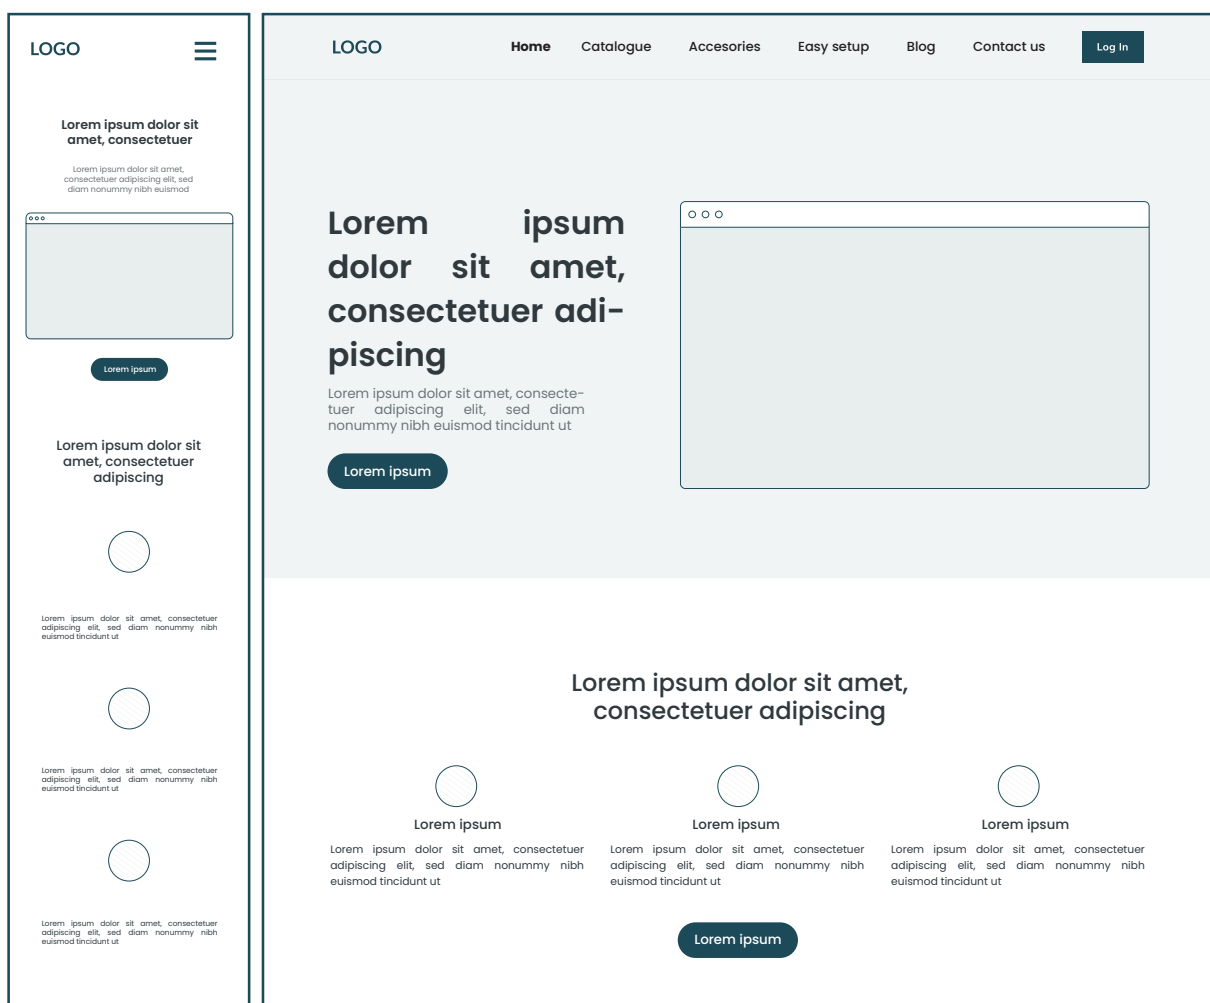 LOGO
Lorem ipsum dolor sit
amet, consectetuer
Lorem ipsum dolor sit amet,
consectetuer adipiscing elit, sed
diam nonummy nibh euismod
Lorem ipsum
Lorem ipsum dolor sit
amet, consectetuer
adipiscing
Lorem ipsum dolor sit amet, consectetuer
adipiscing elit, sed diam nonummy nibh
euismod tincidunt ut
Lorem ipsum dolor sit amet, consectetuer
adipiscing elit, sed diam nonummy nibh
euismod tincidunt ut
Lorem ipsum dolor sit amet, consectetuer
adipiscing elit, sed diam nonummy nibh
euismod tincidunt ut
LOGO Home Catalogue Accesories Easy setup Blog Contact us Log In
Lorem ipsum
dolor sit amet,
consectetuer adi-
piscing
Lorem ipsum dolor sit amet, consecte-
tuer adipiscing elit, sed diam
nonummy nibh euismod tincidunt ut
Lorem ipsum
Lorem ipsum dolor sit amet,
consectetuer adipiscing
Lorem ipsum
Lorem ipsum dolor sit amet, consectetuer
adipiscing elit, sed diam nonummy nibh
euismod tincidunt ut
Lorem ipsum
Lorem ipsum dolor sit amet, consectetuer
adipiscing elit, sed diam nonummy nibh
euismod tincidunt ut
Lorem ipsum
Lorem ipsum dolor sit amet, consectetuer
adipiscing elit, sed diam nonummy nibh
euismod tincidunt ut
Lorem ipsum